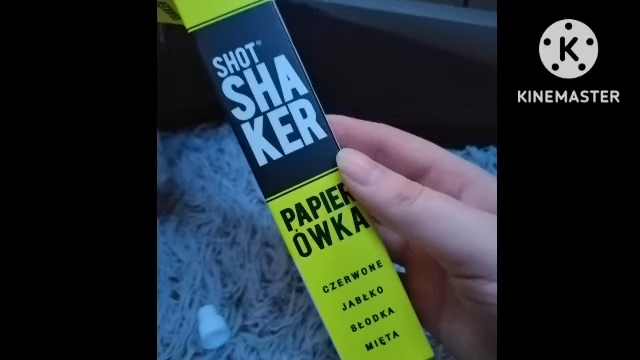 SHOT®
SHA
KER
PAPIER
ÓWKA
CZERWONE
JABŁKO
SŁODKA
MIĘTA
K
KINEMASTER